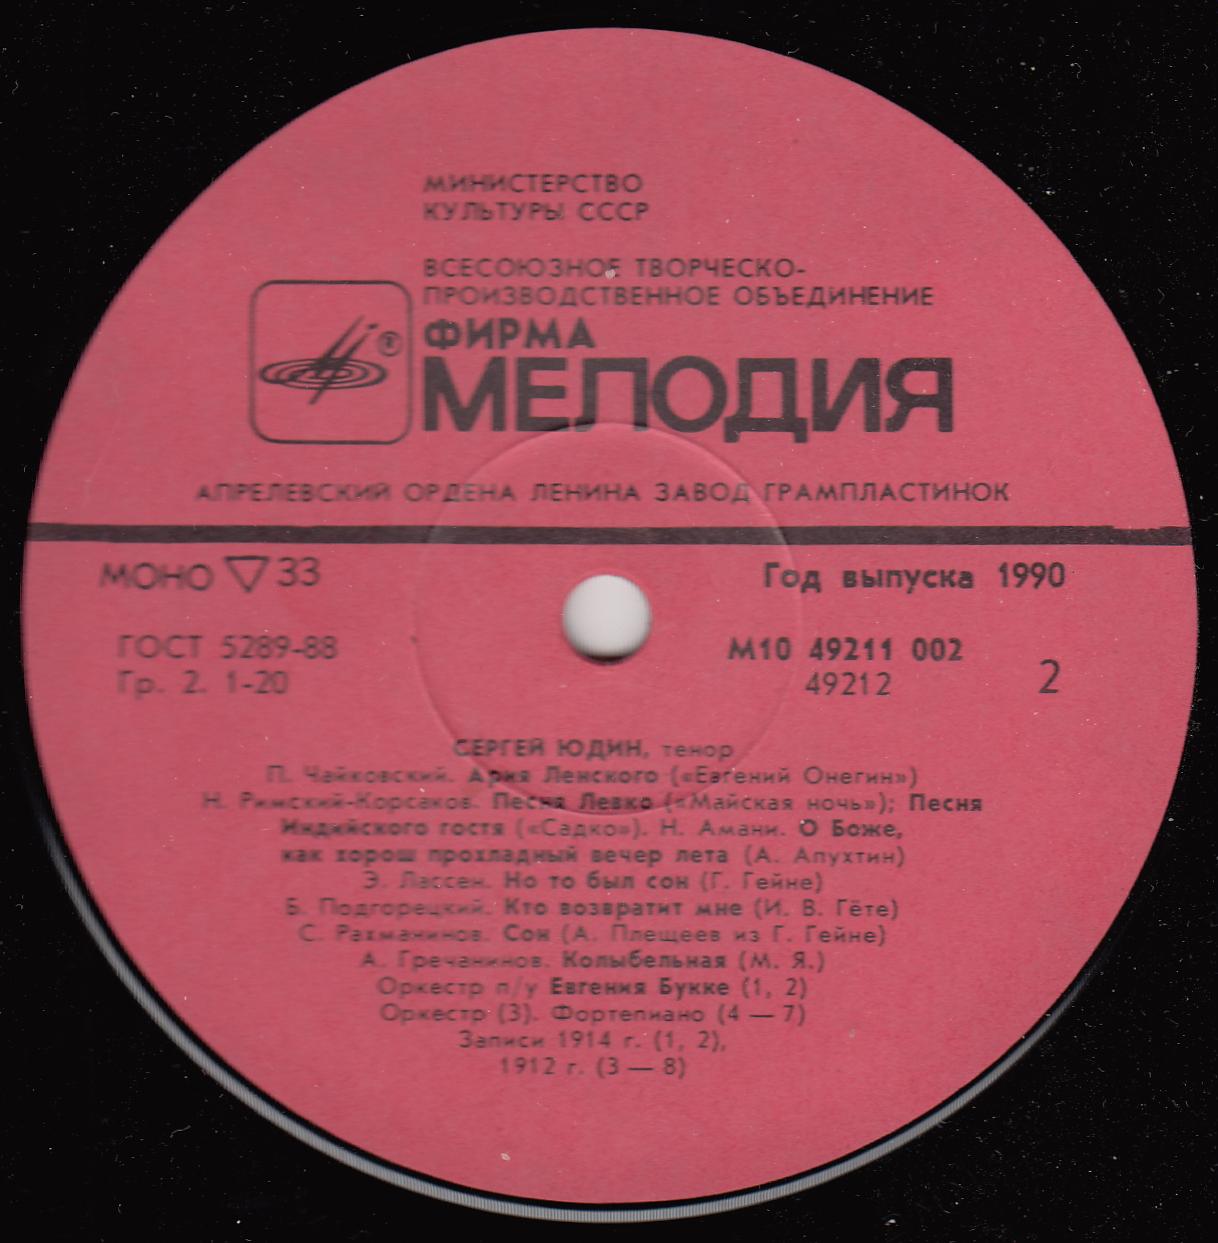 МИНИСТЕРСТВО
КУЛЬТУРЫ СССР
ВСЕСОЮЗНОЕ ТВОРЧЕСКО-
ПРОИЗВОДСТВЕННОЕ ОБЪЕДИНЕНИЕ
ФИРМА
®
МЕЛОДИЯ
АПРЕЛЕВСКИЙ ОРДЕНА ЛЕНИНА ЗАВОД ГРАМПЛАСТИНОК
МОНО ▽ 33
Год выпуска 1990
ГОСТ 5289-88
М10 49211 002
Гр. 2. 1-20
49212
2
СЕРГЕЙ ЮДИН, тенор
П. Чайковский. Ария Ленского («Евгений Онегин»)
Н. Римский-Корсаков. Песня Левко («Майская ночь»); Песня
Индийского гостя («Садко»). Н. Амани. О Боже,
как хорош прохладный вечер лета (А. Апухтин)
Э. Лассен. Но то был сон (Г. Гейне)
Б. Подгорецкий. Кто возвратит мне (И. В. Гёте)
С. Рахманинов. Сон (А. Плещеев из Г. Гейне)
А. Гречанинов. Колыбельная (М. Я.)
Оркестр п/у Евгения Букке (1, 2)
Оркестр (3). Фортепиано (4 — 7)
Записи 1914 г. (1, 2),
1912 г. (3 — 8)